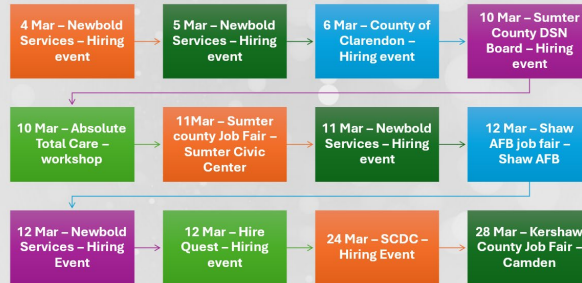 4 Mar – Newbold
Services – Hiring
event
5 Mar – Newbold
Services – Hiring
event
6 Mar – County of
Clarendon –
Hiring event
10 Mar – Sumter
County DSN
Board – Hiring
event
10 Mar – Absolute
Total Care –
workshop
11Mar – Sumter
county Job Fair –
Sumter Civic
Center
11 Mar – Newbold
Services – Hiring
event
12 Mar – Shaw
AFB job fair –
Shaw AFB
12 Mar – Newbold
Services – Hiring
Event
12 Mar – Hire
Quest – Hiring
event
24 Mar – SCDC –
Hiring Event
28 Mar – Kershaw
County Job Fair –
Camden